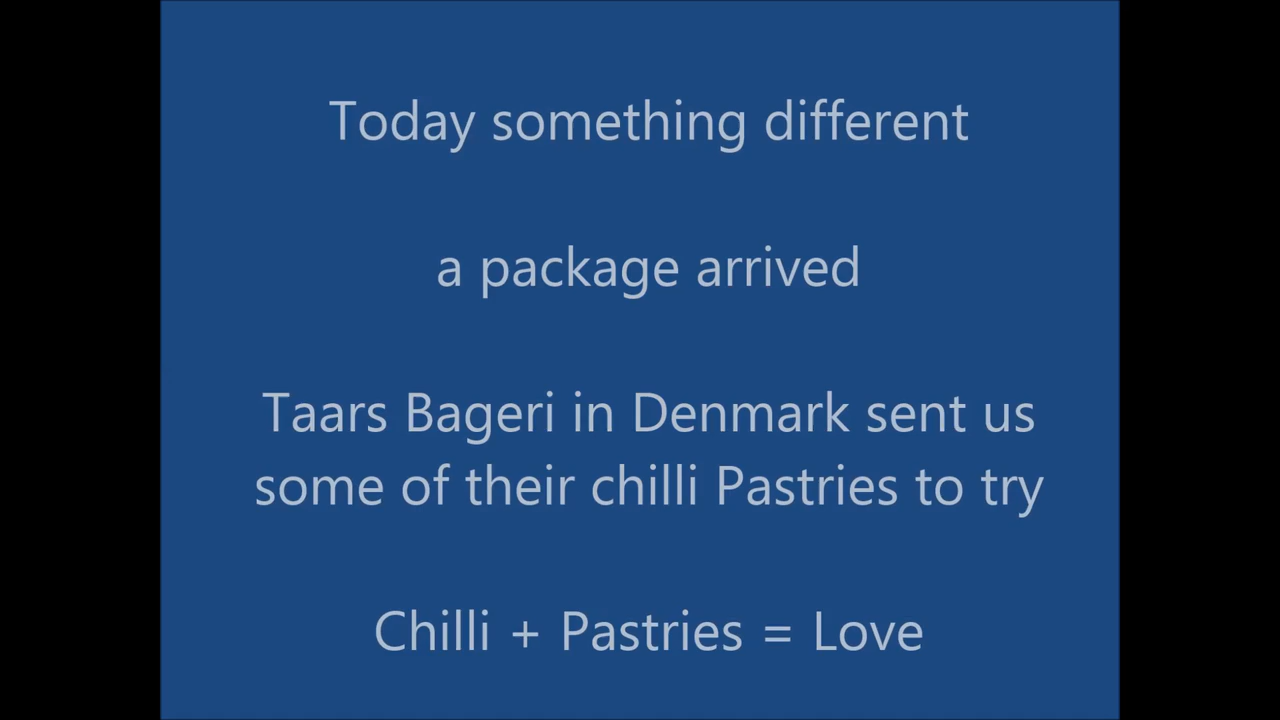 Today something different
a package arrived
Taars Bageri in Denmark sent us
some of their chilli Pastries to try
Chilli + Pastries = Love